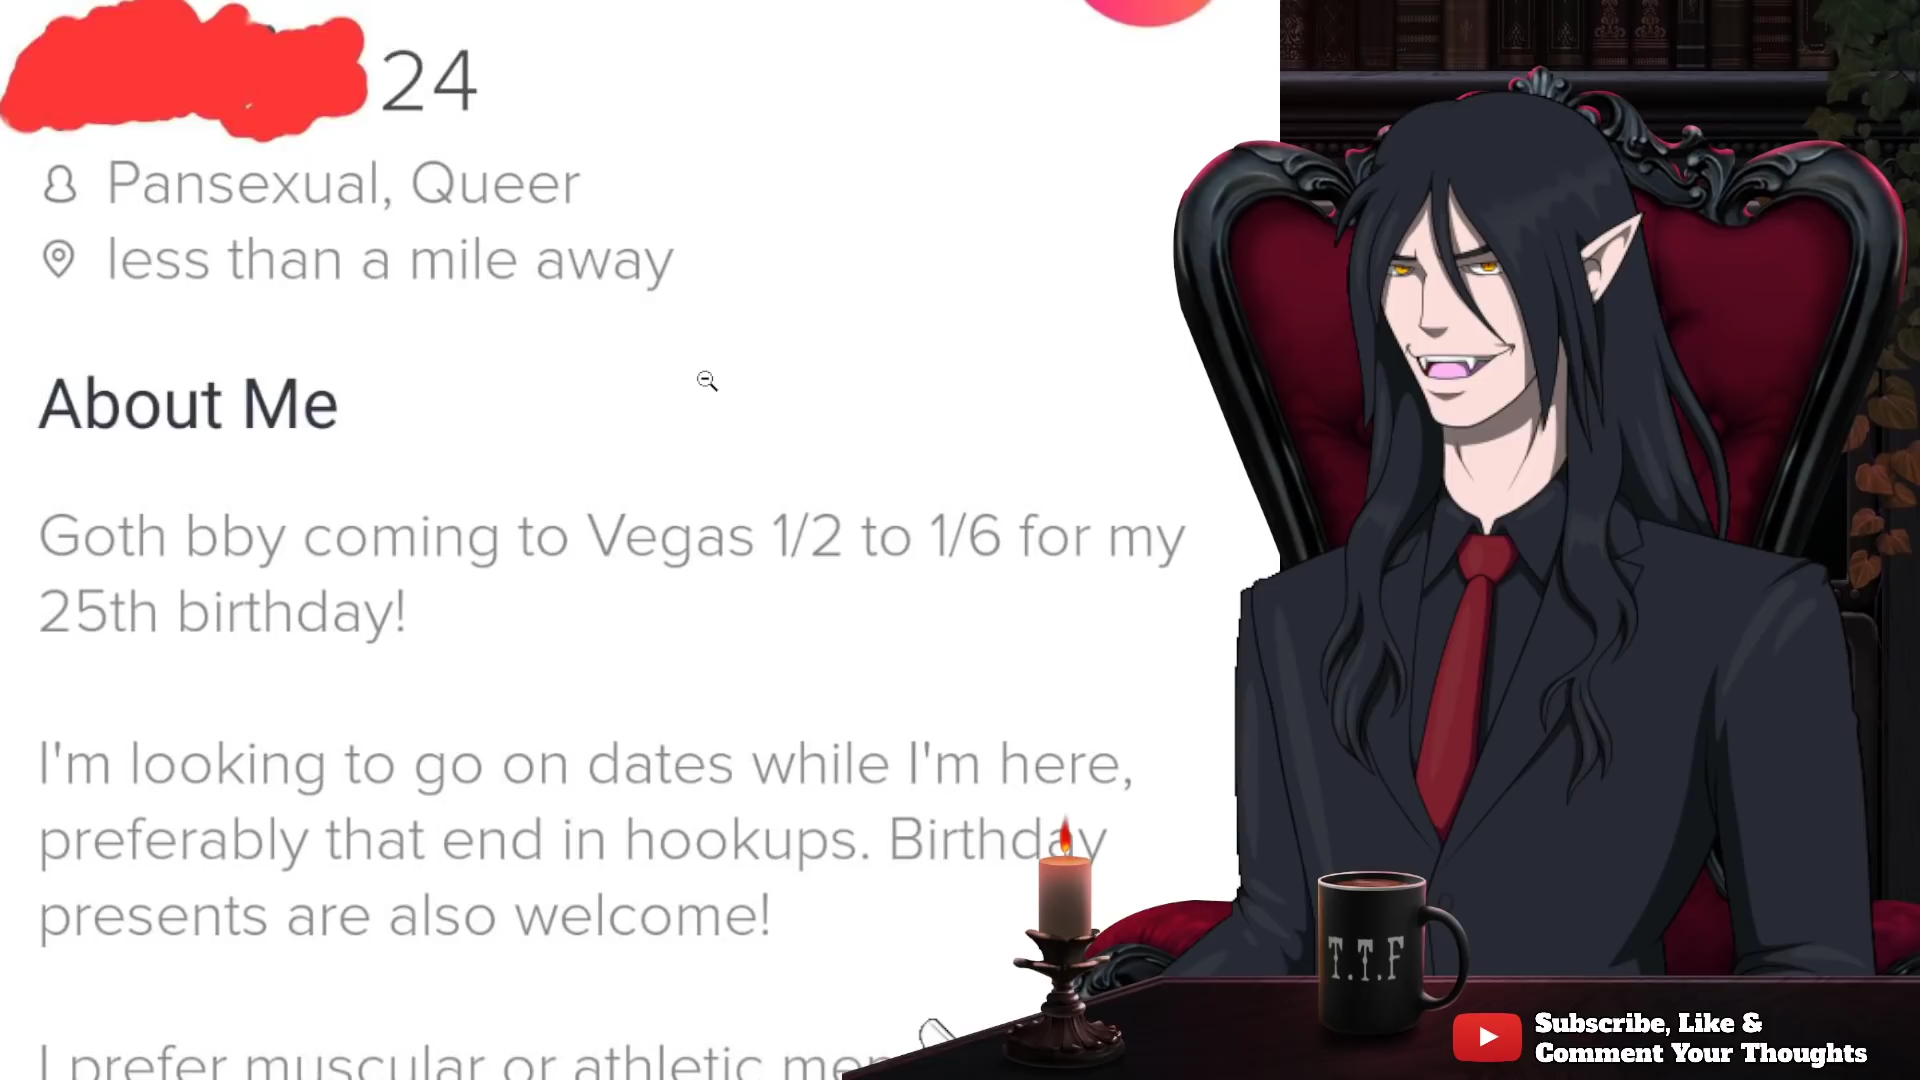 24
Pansexual, Queer
less than a mile away
About Me
Goth bby coming to Vegas 1/2 to 1/6 for my
25th birthday!
I'm looking to go on dates while I'm here,
preferably that end in hookups. Birthday
presents are also welcome!
I prefer muscular or athletic men
T.T.F
Subscribe, Like &
Comment Your Thoughts